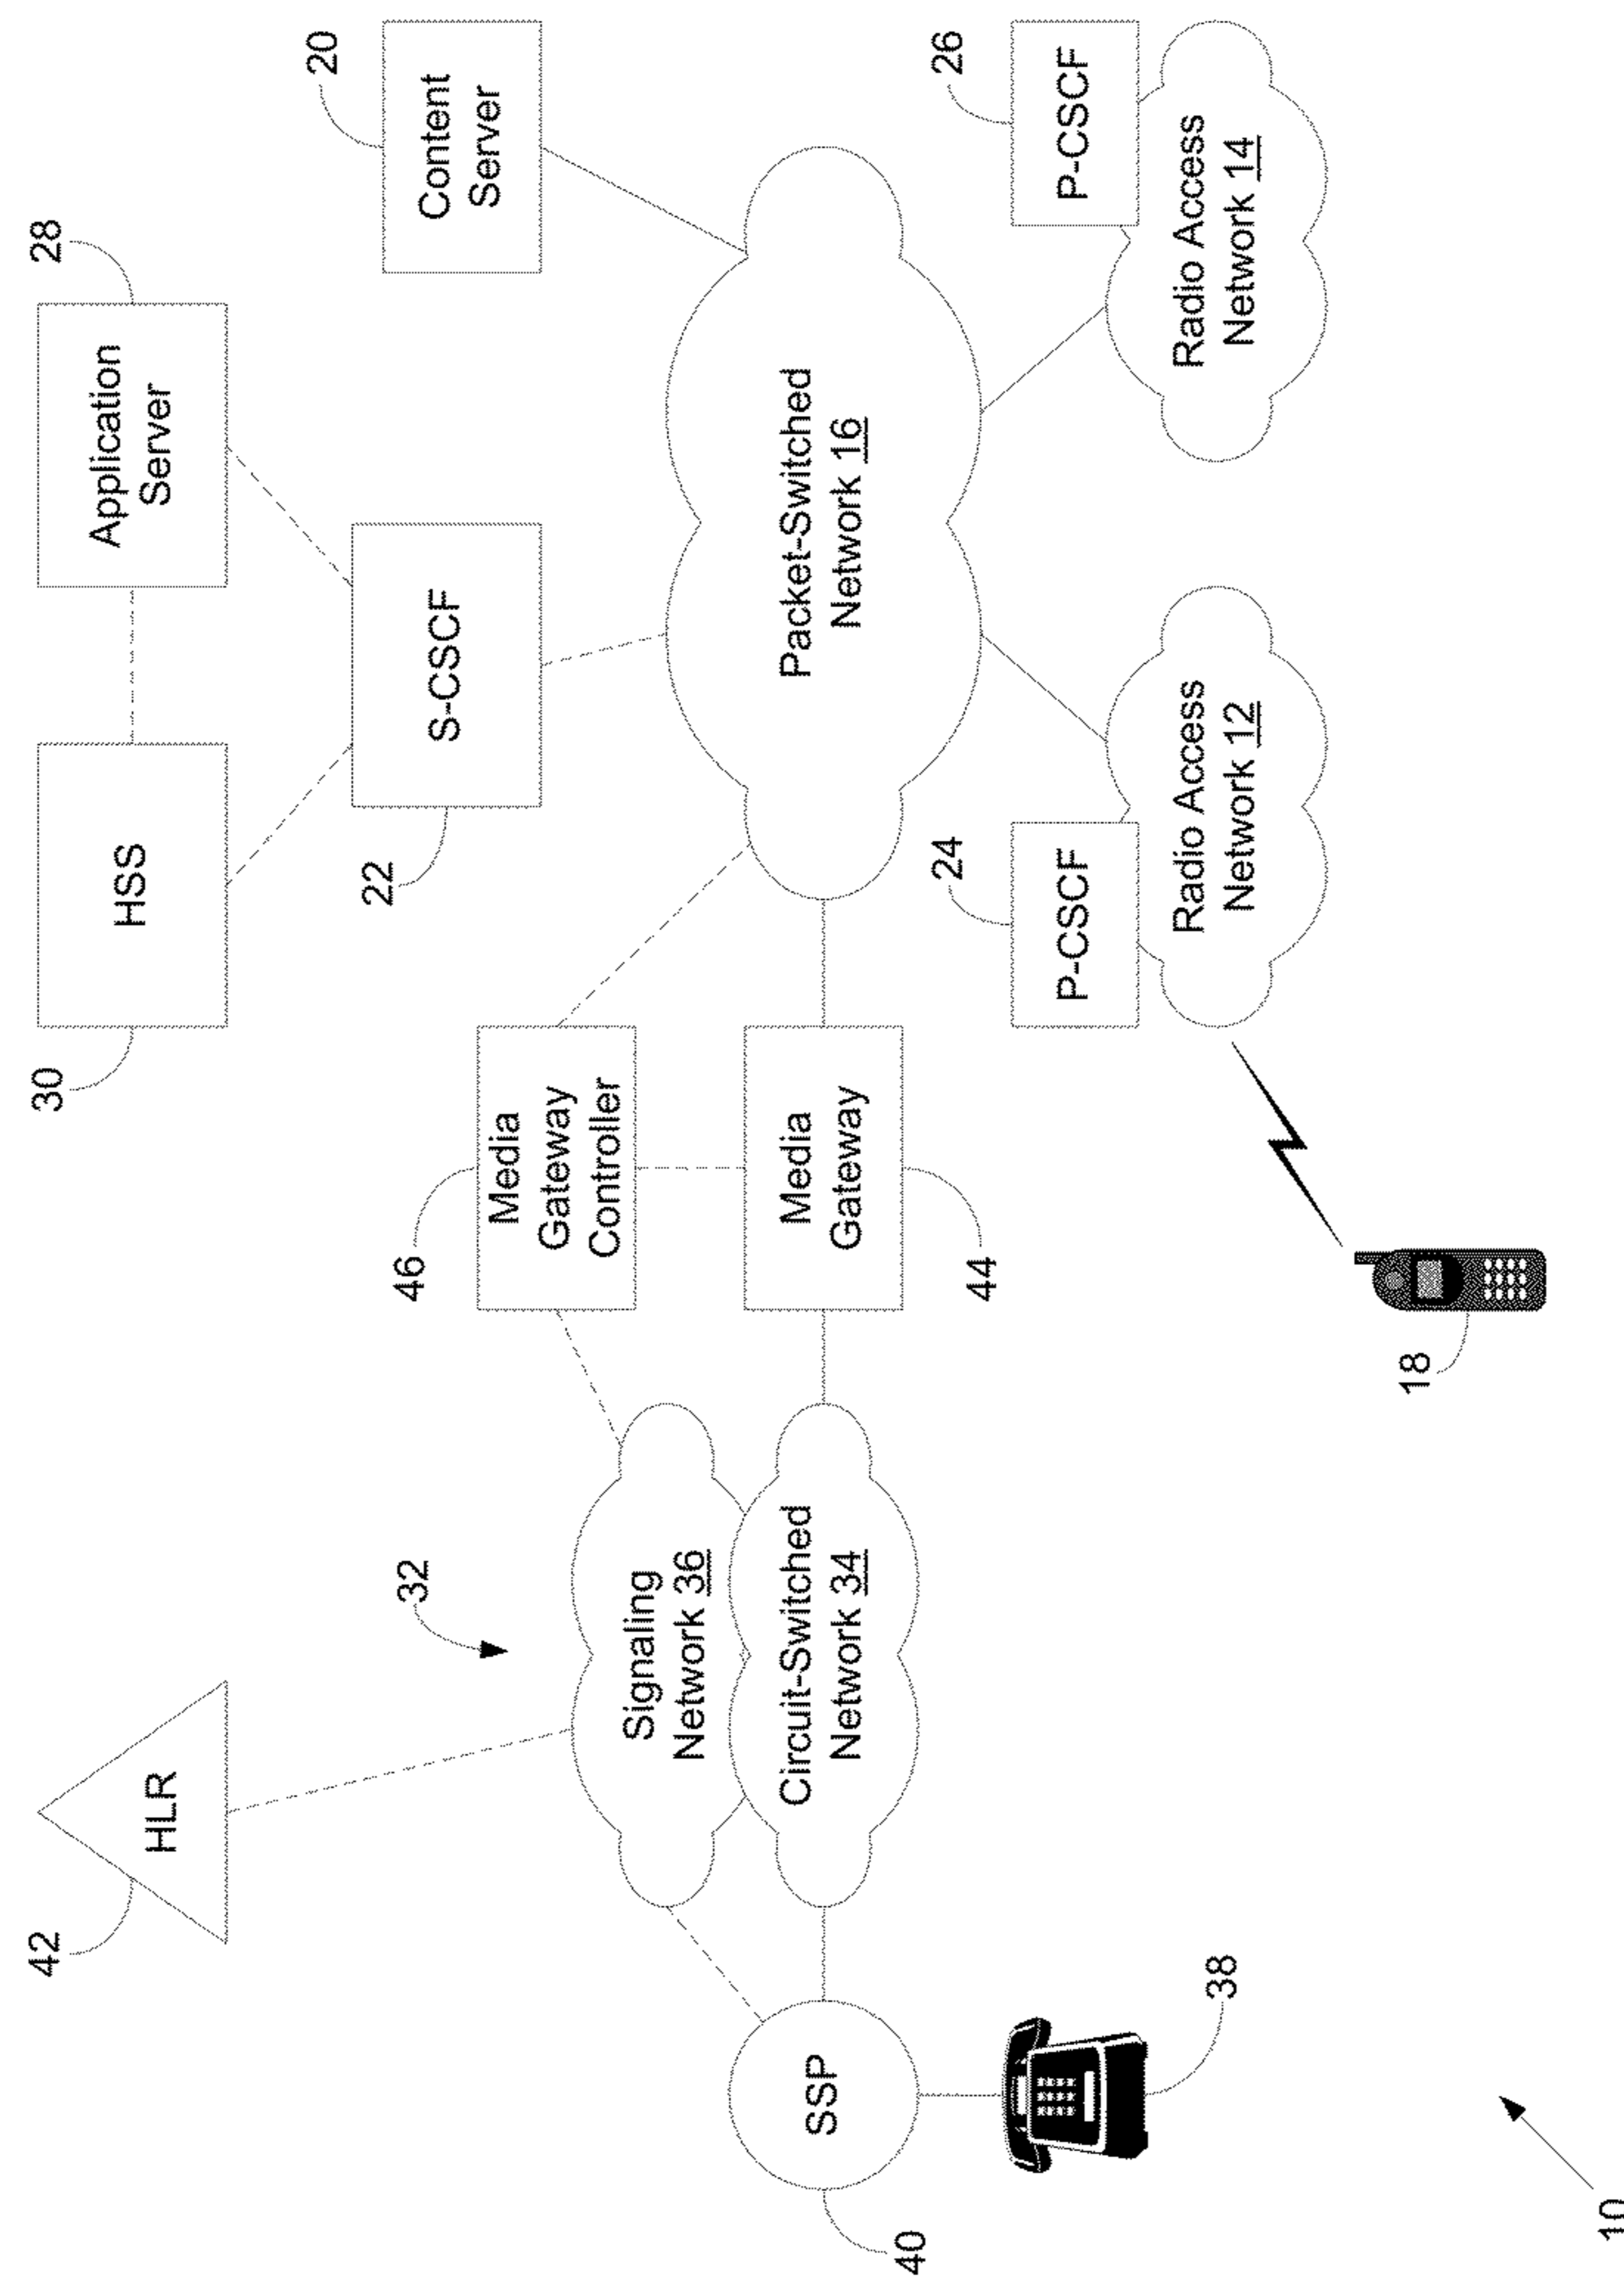 42
HLR
30
HSS
28
Application
Server
32
46
Media
Gateway
Controller
22
S-CSCF
20
Content
Server
Signaling
Network 36
40
SSP
Circuit-Switched
Network 34
Media
Gateway
44
Packet-Switched
Network 16
38
24
P-CSCF
26
P-CSCF
Radio Access
Network 12
Radio Access
Network 14
18
10